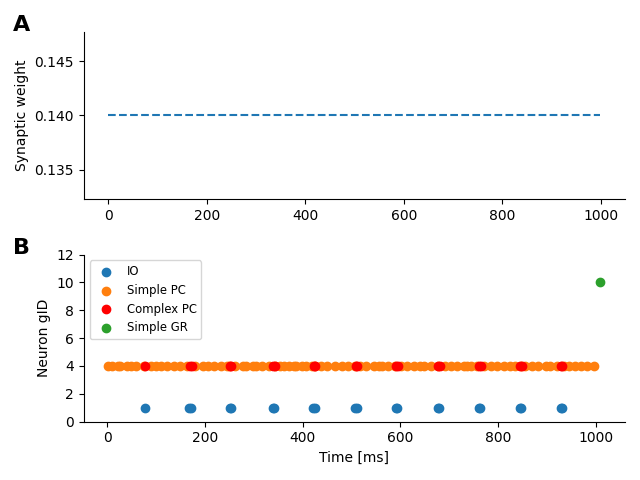 A
Synaptic weight
0.145
0.140
0.135
0 200 400 600 800 1000
B
Neuron gID
12
10
8
6
4
2
0
IO
Simple PC
Complex PC
Simple GR
0 200 400 600 800 1000
Time [ms]